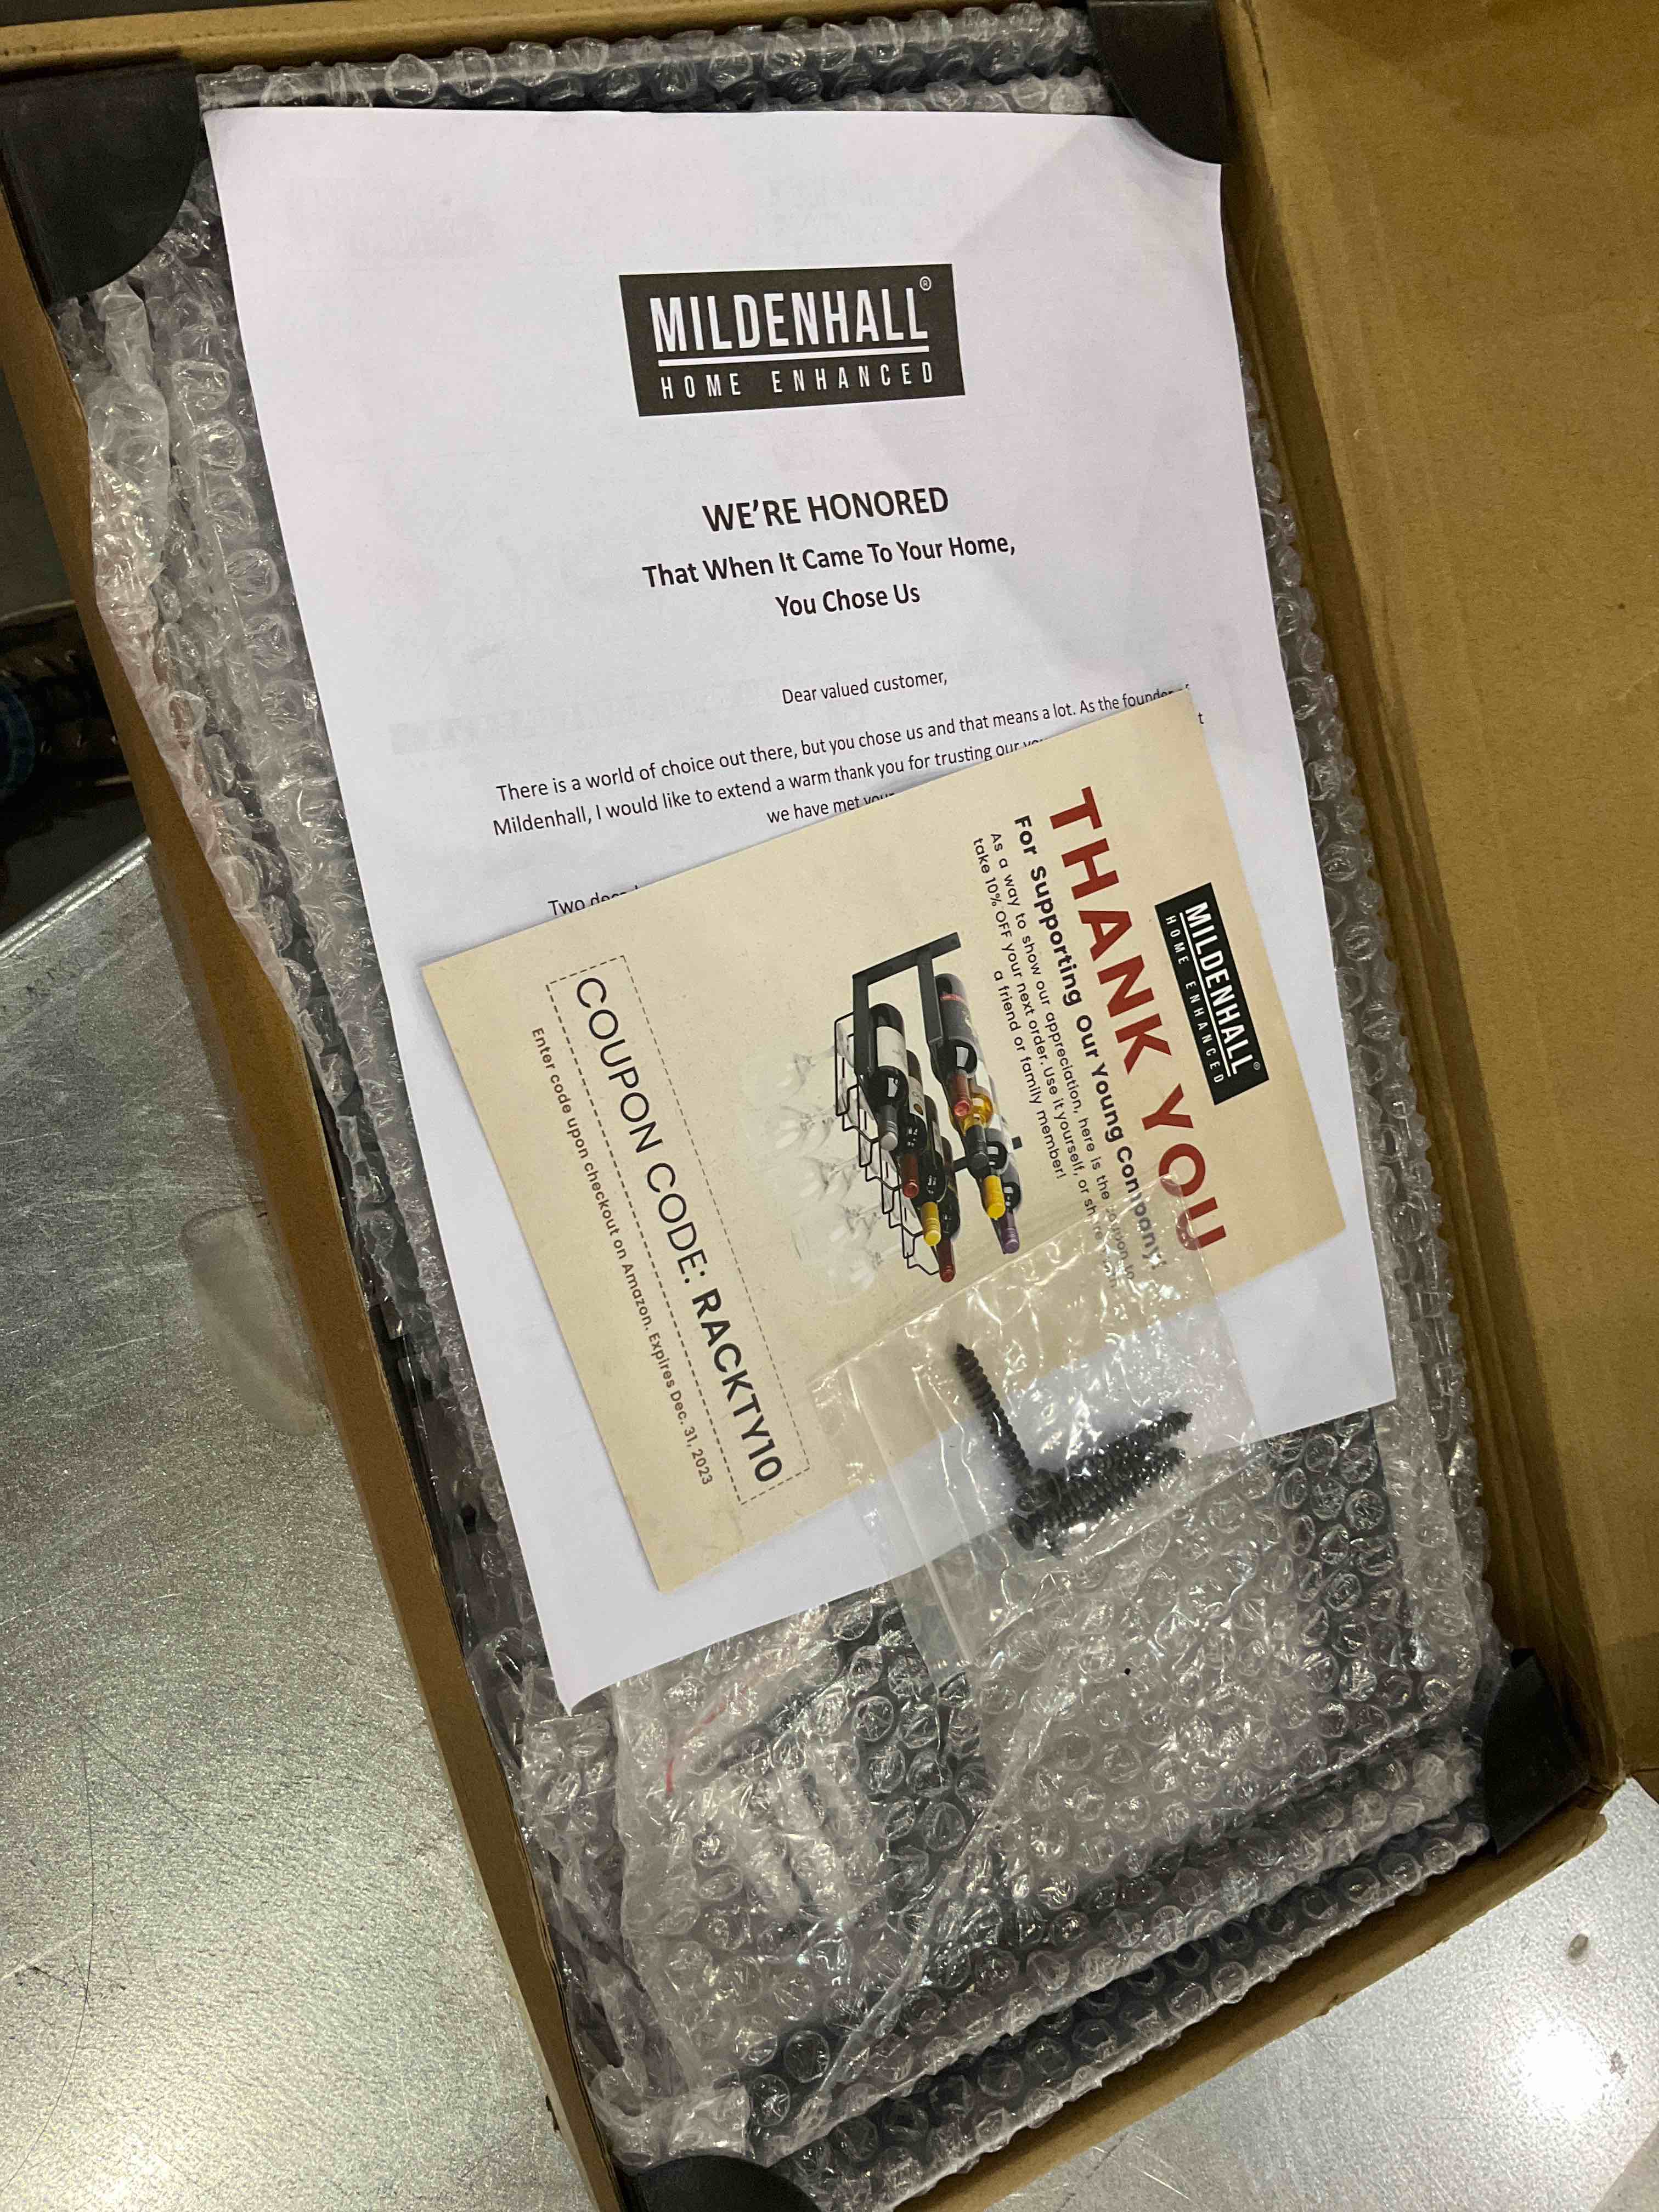 MILDENHALL®
HOME ENHANCED
WE'RE HONORED
That When It Came To Your Home,
You Chose Us
Dear valued customer,
There is a world of choice out there, but you chose us and that means a lot. As the founder
Mildenhall, I would like to extend a warm thank you for trusting our
we have met
Two
MILDENHALL®
HOME ENHANCED
THANK YOU
For Supporting Our Young Company!
As a way to show our appreciation, here is the
take 10% OFF your next order. Use it yourself, or share
a friend or family member!
COUPON CODE: RACKTY10
Enter code upon checkout on Amazon. Expires Dec. 31, 2023